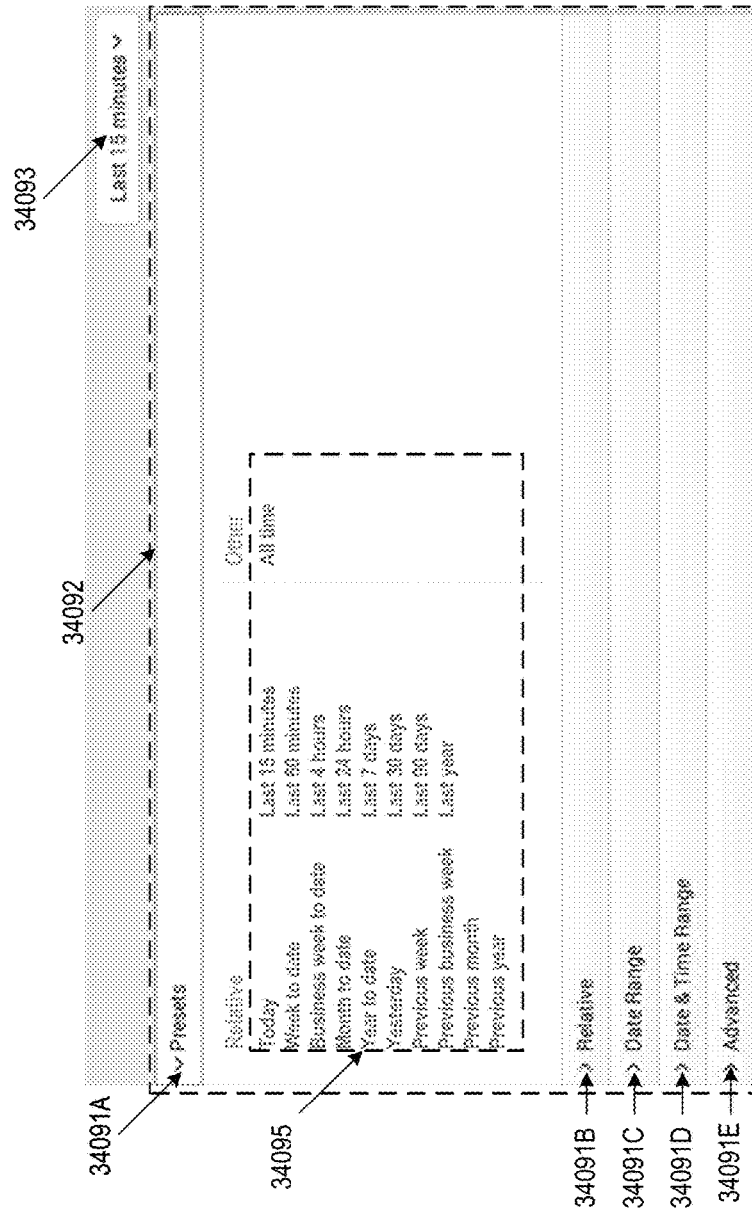 34093
Last 15 minutes
34092
34091A
Presets
Relative
Other
Today
Week to date
Business week to date
Month to date
Year to date
Yesterday
Previous week
Previous business week
Previous month
Previous year
Last 15 minutes
Last 60 minutes
Last 4 hours
Last 24 hours
Last 7 days
Last 30 days
Last 90 days
Last year
All time
34095
34091B
Relative
34091C
Date Range
34091D
Date & Time Range
34091E
Advanced